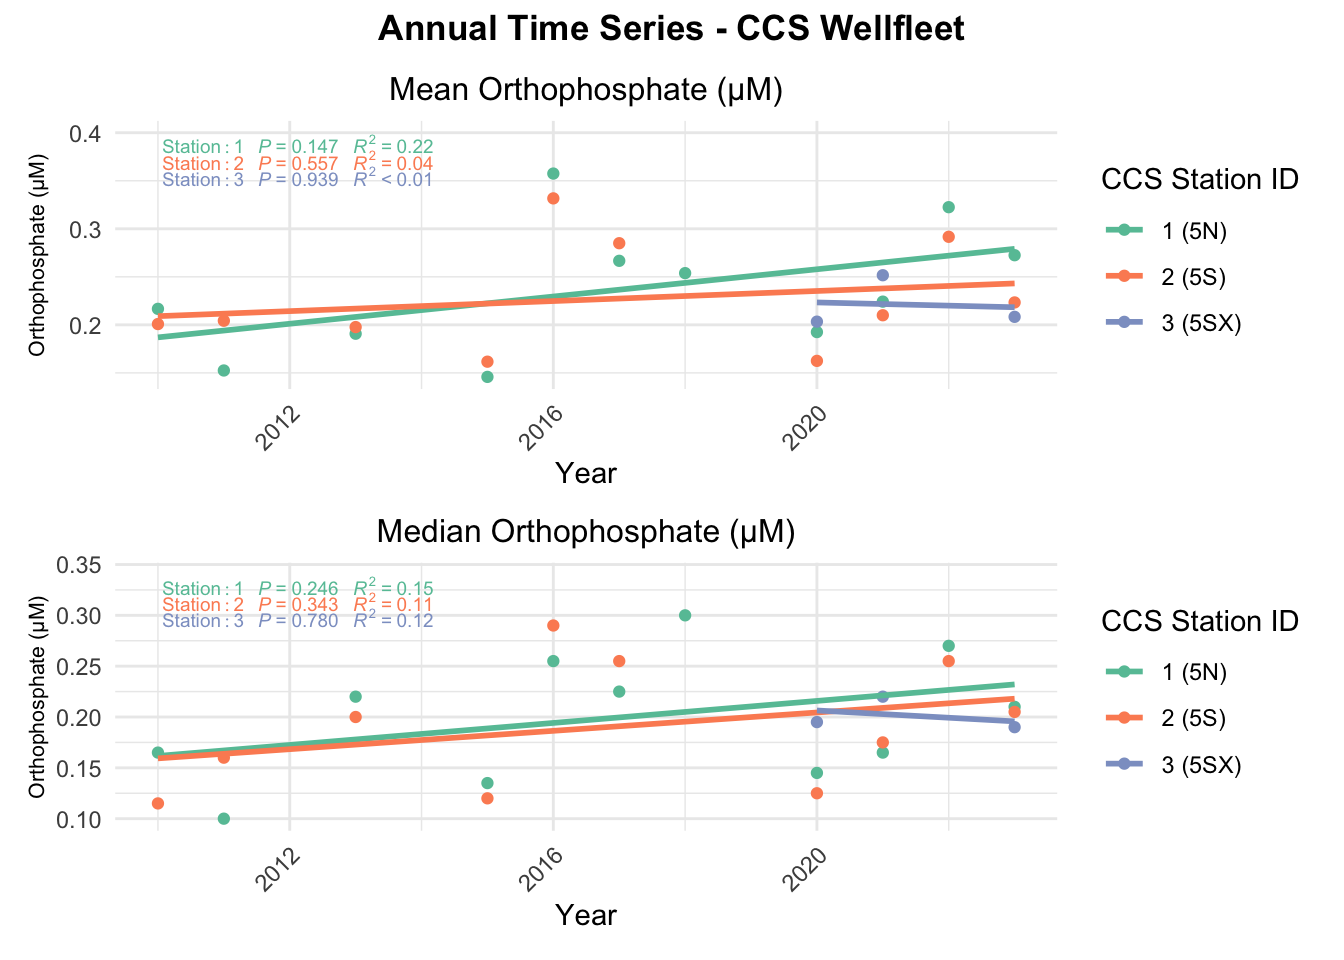 Annual Time Series - CCS Wellfleet
Mean Orthophosphate (µM)
Orthophosphate (µM)
0.4
0.3
0.2
Station : 1 P = 0.147 R² = 0.22
Station : 2 P = 0.557 R² = 0.04
Station : 3 P = 0.939 R² < 0.01
2012
2016
2020
Year
CCS Station ID
1 (5N)
2 (5S)
3 (5SX)
Median Orthophosphate (µM)
Orthophosphate (µM)
0.35
0.30
0.25
0.20
0.15
0.10
Station : 1 P = 0.246 R² = 0.15
Station : 2 P = 0.343 R² = 0.11
Station : 3 P = 0.780 R² = 0.12
2012
2016
2020
Year
CCS Station ID
1 (5N)
2 (5S)
3 (5SX)